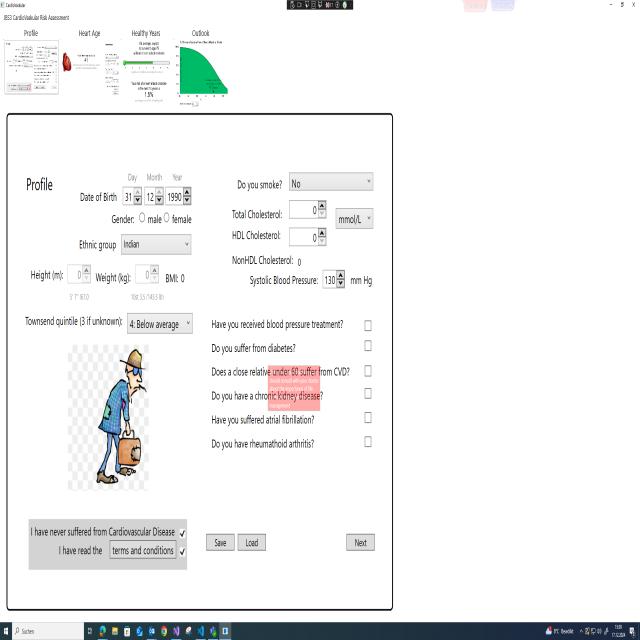 CardioVascular
JBS3 CardioVaskular Risk Assessment
Profile
Heart Age
Healthy Years
Outlook
Profile
Day Month Year
Date of Birth 31 12 1990
Gender: male female
Ethnic group Indian
Height (m): 0 Weight (kg): 0 BMI: 0
Townsend quintile (3 if unknown): 4: Below average
Do you smoke? No
Total Cholesterol: 0 mmol/L
HDL Cholesterol: 0
NonHDL Cholesterol: 0
Systolic Blood Pressure: 130 mm Hg
Have you received blood pressure treatment?
Do you suffer from diabetes?
Does a close relative under 60 suffer from CVD?
Do you have a chronic kidney disease?
Have you suffered atrial fibrillation?
Do you have rheumathoid arthritis?
I have never suffered from Cardiovascular Disease
I have read the terms and conditions
Save Load Next
Suchen